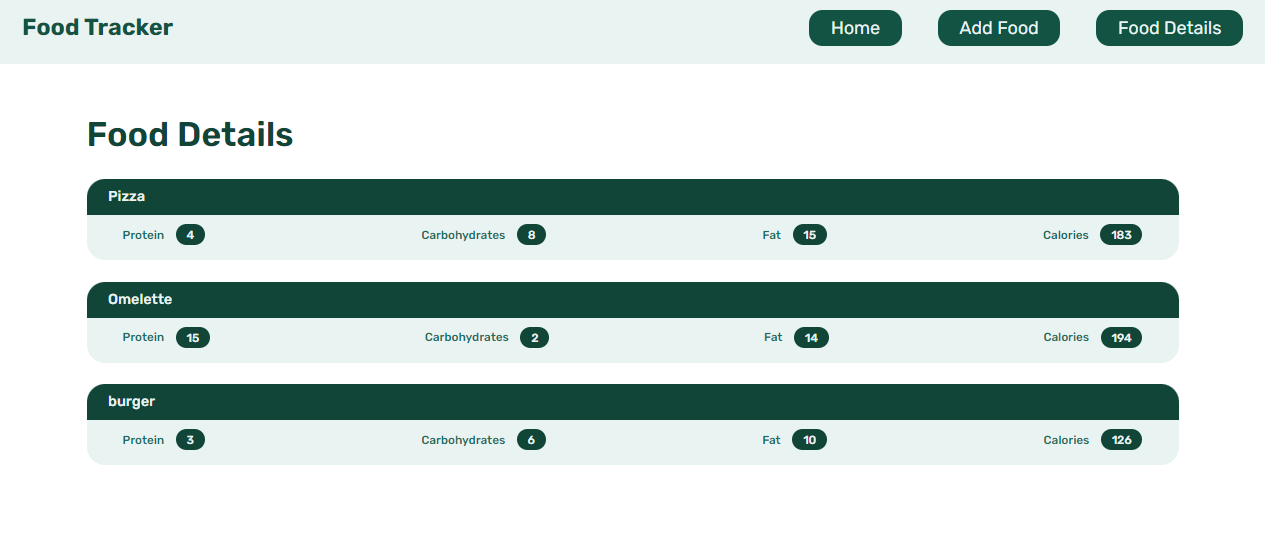 Food Tracker Home Add Food Food Details
Food Details
Pizza
Protein 4 Carbohydrates 8 Fat 15 Calories 183
Omelette
Protein 15 Carbohydrates 2 Fat 14 Calories 194
burger
Protein 3 Carbohydrates 6 Fat 10 Calories 126